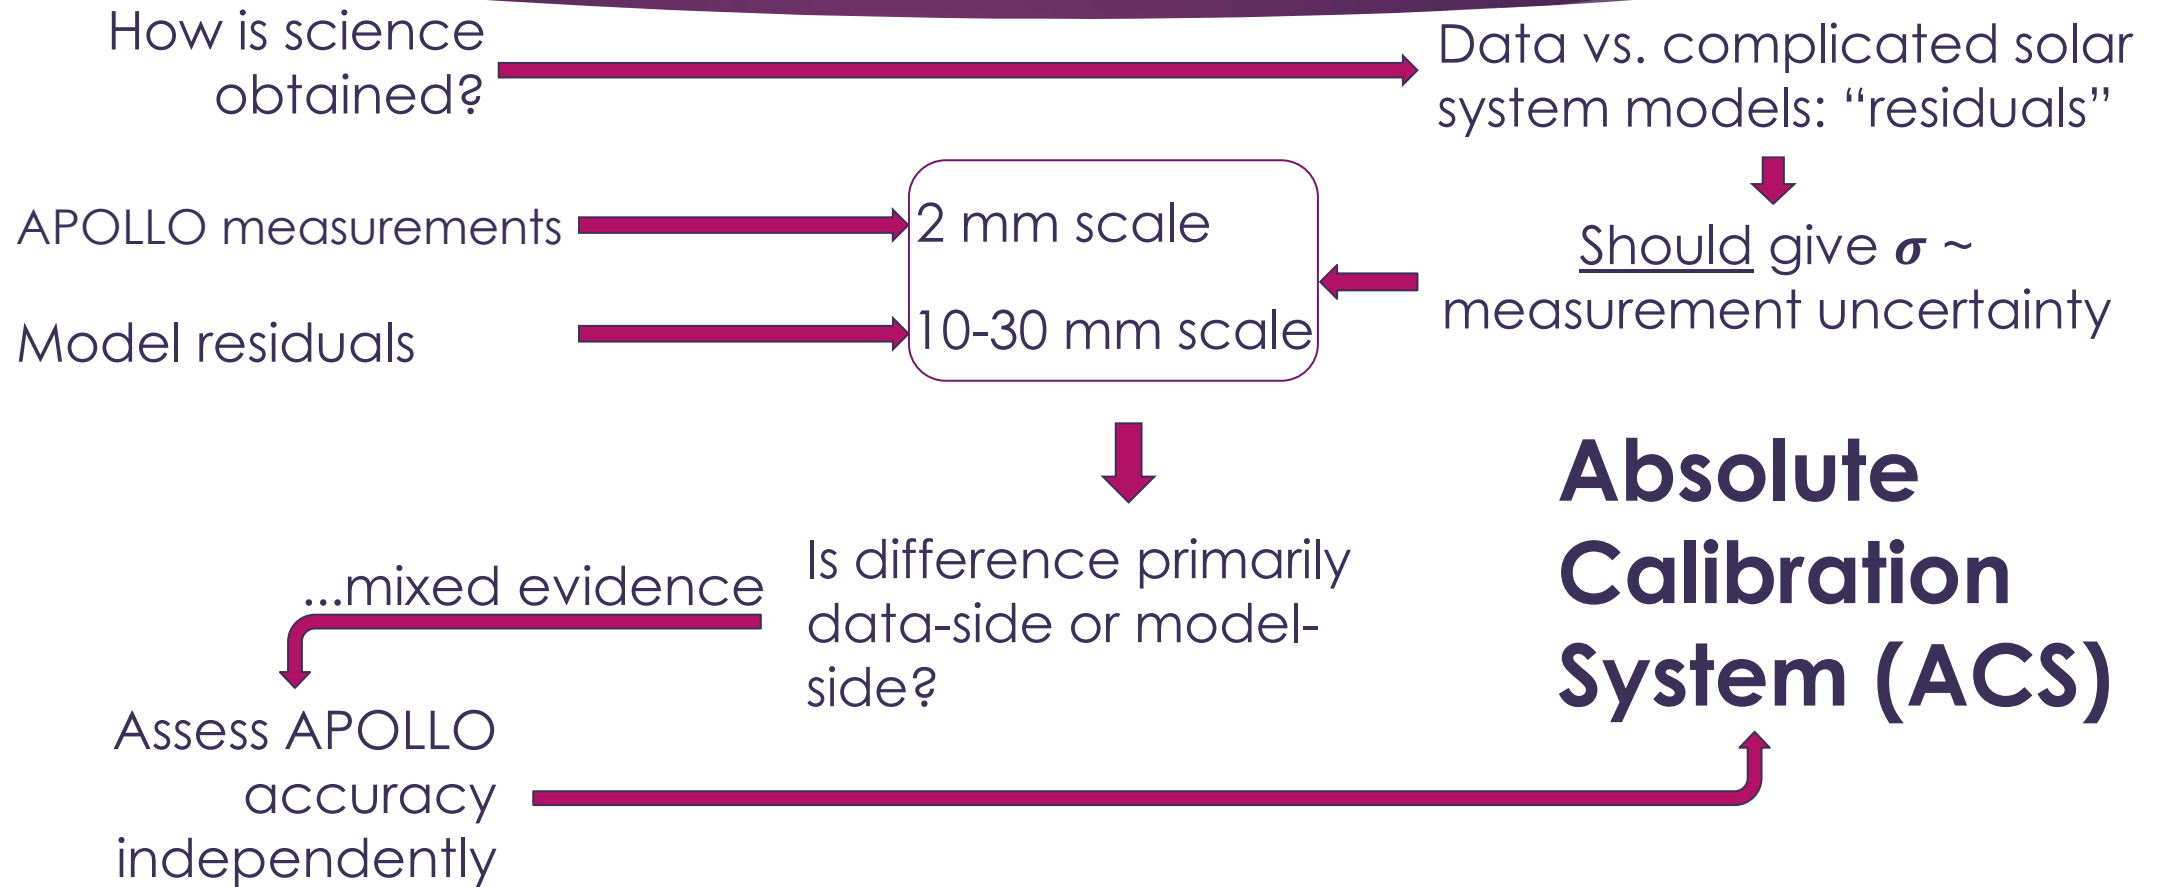 How is science
obtained?
Data vs. complicated solar
system models: “residuals”
APOLLO measurements
2 mm scale
Should give σ ~
measurement uncertainty
Model residuals
10-30 mm scale
Is difference primarily
data-side or model-
side?
...mixed evidence
Assess APOLLO
accuracy
independently
Absolute
Calibration
System (ACS)